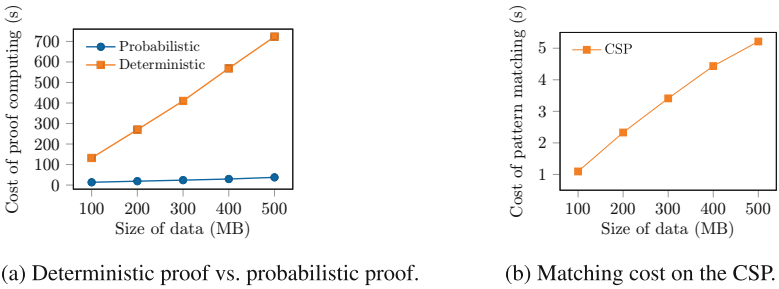 Cost of proof computing (s)
700
600
500
400
300
200
100
0
Probabilistic
Deterministic
100 200 300 400 500
Size of data (MB)
(a) Deterministic proof vs. probabilistic proof.
Cost of pattern matching (s)
5
4
3
2
1
CSP
100 200 300 400 500
Size of data (MB)
(b) Matching cost on the CSP.